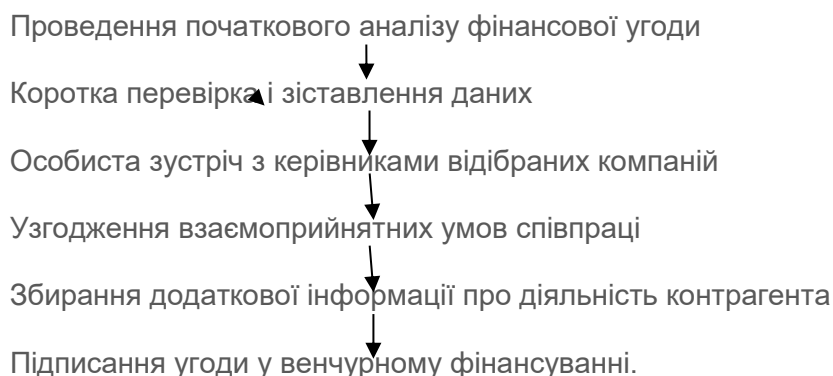 Проведення початкового аналізу фінансової угоди
Коротка перевірка і зіставлення даних
Особиста зустріч з керівниками відібраних компаній
Узгодження взаємоприйнятних умов співпраці
Збирання додаткової інформації про діяльність контрагента
Підписання угоди у венчурному фінансуванні.